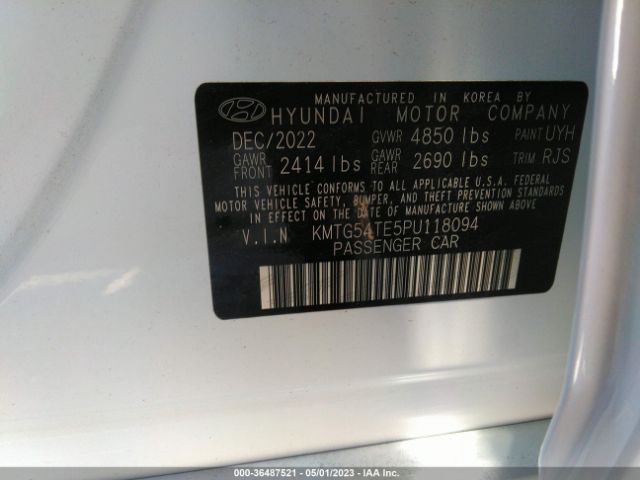 MANUFACTURED IN KOREA BY
HYUNDAI MOTOR COMPANY
DEC/2022 GVWR 4850 lbs PAINT UYH
GAWR FRONT 2414 lbs GAWR REAR 2690 lbs TRIM RJS
THIS VEHICLE CONFORMS TO ALL APPLICABLE U.S.A. FEDERAL
MOTOR VEHICLE SAFETY, BUMPER, AND THEFT PREVENTION STANDARDS
IN EFFECT ON THE DATE OF MANUFACTURE SHOWN ABOVE.
V.I.N KMTG54TE5PU118094
PASSENGER CAR
000-36487521 - 05/01/2023 - IAA Inc.